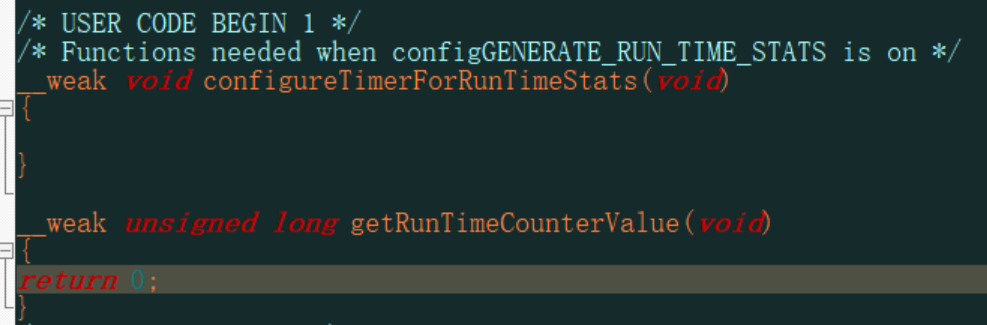 /* USER CODE BEGIN 1 */
/* Functions needed when configGENERATE_RUN_TIME_STATS is on */
__weak void configureTimerForRunTimeStats(void)
{
}
__weak unsigned long getRunTimeCounterValue(void)
{
return 0;
}